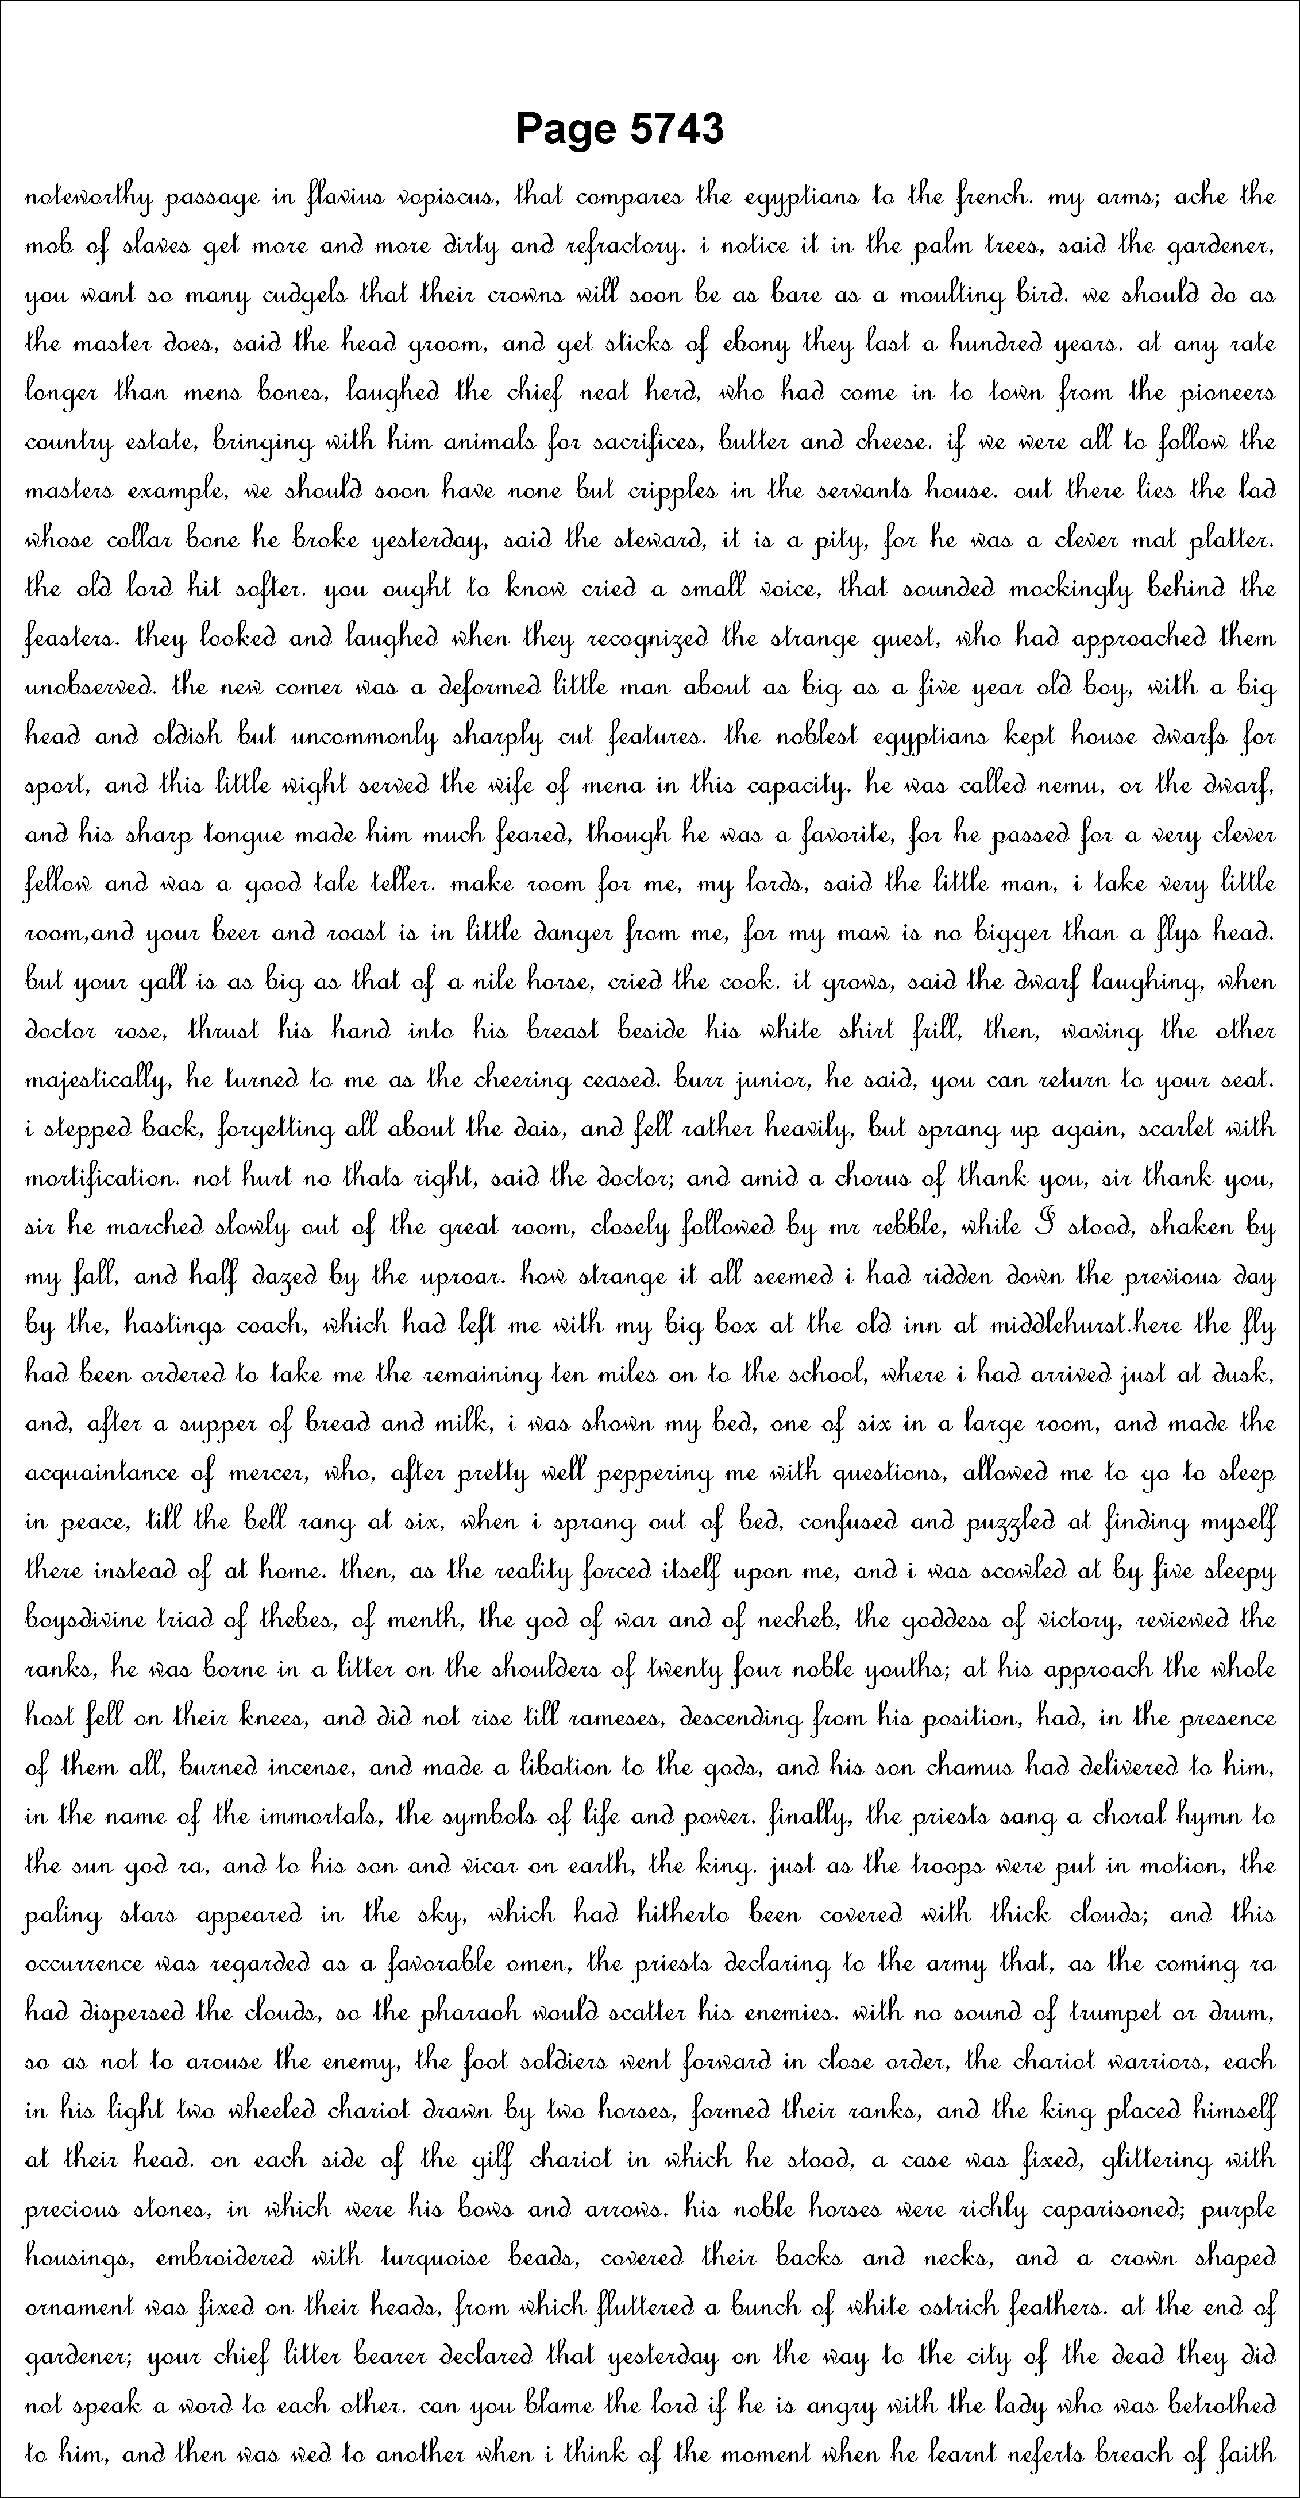 Page 5743
noteworthy passage in flavius vopiscus, that compares the egyptians to the french. my arms; ache the
mob of slaves get more and more dirty and refractory. i notice it in the palm trees, said the gardener,
you want so many cudgels that their crowns will soon be as bare as a moulting bird. we should do as
the master does, said the head groom, and get sticks of ebony they last a hundred years. at any rate
longer than mens bones, laughed the chief neat herd, who had come in to town from the pioneers
country estate, bringing with him animals for sacrifices, butter and cheese. if we were all to follow the
masters example, we should soon have none but cripples in the servants house. out there lies the lad
whose collar bone he broke yesterday, said the steward, it is a pity, for he was a clever mat platter.
the old lord hit softer. you ought to know cried a small voice, that sounded mockingly behind the
feasters. they looked and laughed when they recognized the strange guest, who had approached them
unobserved. the new comer was a deformed little man about as big as a five year old boy, with a big
head and oldish but uncommonly sharply cut features. the noblest egyptians kept house dwarfs for
sport, and this little wight served the wife of mena in this capacity. he was called nemu, or the dwarf,
and his sharp tongue made him much feared, though he was a favorite, for he passed for a very clever
fellow and was a good tale teller. make room for me, my lords, said the little man, i take very little
room,and your beer and roast is in little danger from me, for my maw is no bigger than a flys head.
but your gall is as big as that of a nile horse, cried the cook. it grows, said the dwarf laughing, when
doctor rose, thrust his hand into his breast beside his white shirt frill, then, waving the other
majestically, he turned to me as the cheering ceased. burr junior, he said, you can return to your seat.
i stepped back, forgetting all about the dais, and fell rather heavily, but sprang up again, scarlet with
mortification. not hurt no thats right, said the doctor; and amid a chorus of thank you, sir thank you,
sir he marched slowly out of the great room, closely followed by mr rebble, while I stood, shaken by
my fall, and half dazed by the uproar. how strange it all seemed i had ridden down the previous day
by the, hastings coach, which had left me with my big box at the old inn at middlehurst.here the fly
had been ordered to take me the remaining ten miles on to the school, where i had arrived just at dusk,
and, after a supper of bread and milk, i was shown my bed, one of six in a large room, and made the
acquaintance of mercer, who, after pretty well peppering me with questions, allowed me to go to sleep
in peace, till the bell rang at six, when i sprang out of bed, confused and puzzled at finding myself
there instead of at home. then, as the reality forced itself upon me, and i was scowled at by five sleepy
boysdivine triad of thebes, of menth, the god of war and of necheb, the goddess of victory, reviewed the
ranks, he was borne in a litter on the shoulders of twenty four noble youths; at his approach the whole
host fell on their knees, and did not rise till rameses, descending from his position, had, in the presence
of them all, burned incense, and made a libation to the gods, and his son chamus had delivered to him,
in the name of the immortals, the symbols of life and power. finally, the priests sang a choral hymn to
the sun god ra, and to his son and vicar on earth, the king. just as the troops were put in motion, the
paling stars appeared in the sky, which had hitherto been covered with thick clouds; and this
occurrence was regarded as a favorable omen, the priests declaring to the army that, as the coming ra
had dispersed the clouds, so the pharaoh would scatter his enemies. with no sound of trumpet or drum,
so as not to arouse the enemy, the foot soldiers went forward in close order, the chariot warriors, each
in his light two wheeled chariot drawn by two horses, formed their ranks, and the king placed himself
at their head. on each side of the gilf chariot in which he stood, a case was fixed, glittering with
precious stones, in which were his bows and arrows. his noble horses were richly caparisoned; purple
housings, embroidered with turquoise beads, covered their backs and necks, and a crown shaped
ornament was fixed on their heads, from which fluttered a bunch of white ostrich feathers. at the end of
gardener; your chief litter bearer declared that yesterday on the way to the city of the dead they did
not speak a word to each other. can you blame the lord if he is angry with the lady who was betrothed
to him, and then was wed to another when i think of the moment when he learnt neferts breach of faith